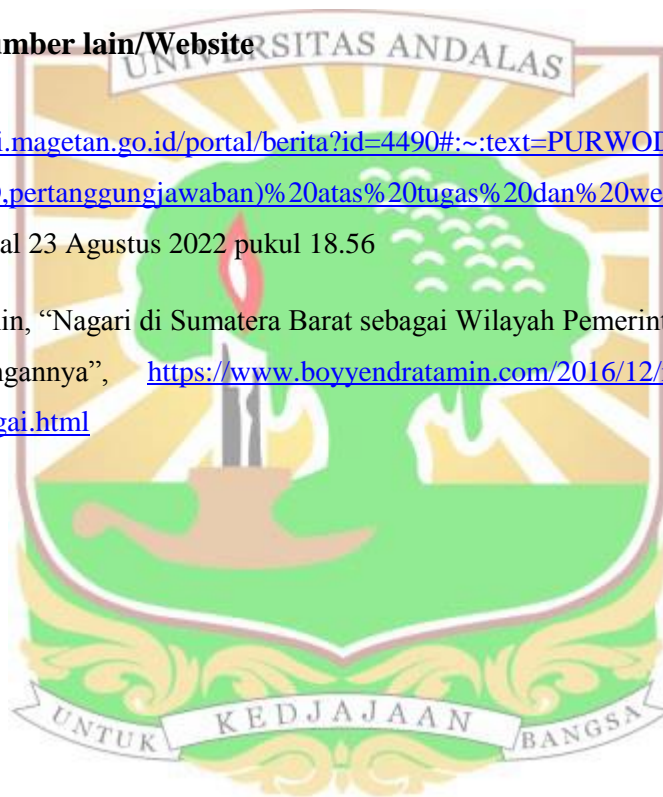 umber lain/Website
UNIVERSITAS ANDALAS
i.magetan.go.id/portal/berita?id=4490#:~:text=PURWOD
,pertanggungjawaban)%20atas%20tugas%20dan%20we
al 23 Agustus 2022 pukul 18.56
in, “Nagari di Sumatera Barat sebagai Wilayah Pemerint
ngannya”, https://www.boyyendratamin.com/2016/12/
gai.html
UNTUK KEDJAJAAN BANGSA